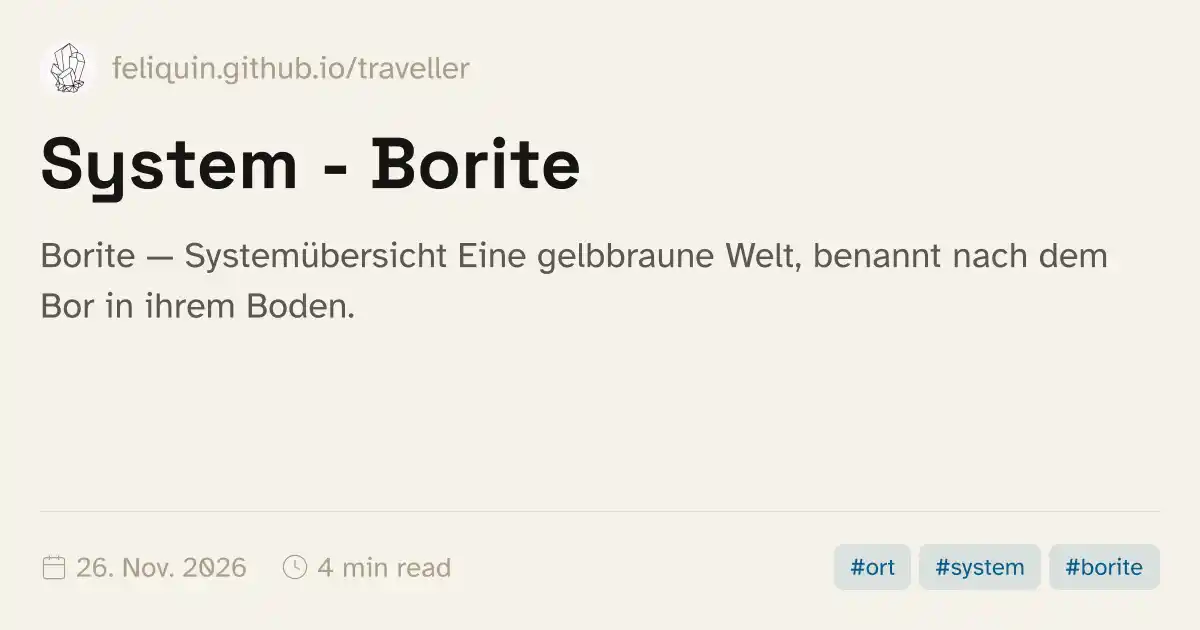 feliquin.github.io/traveller
System - Borite
Borite — Systemübersicht Eine gelbbraune Welt, benannt nach dem
Bor in ihrem Boden.
26. Nov. 2026 4 min read #ort #system #borite